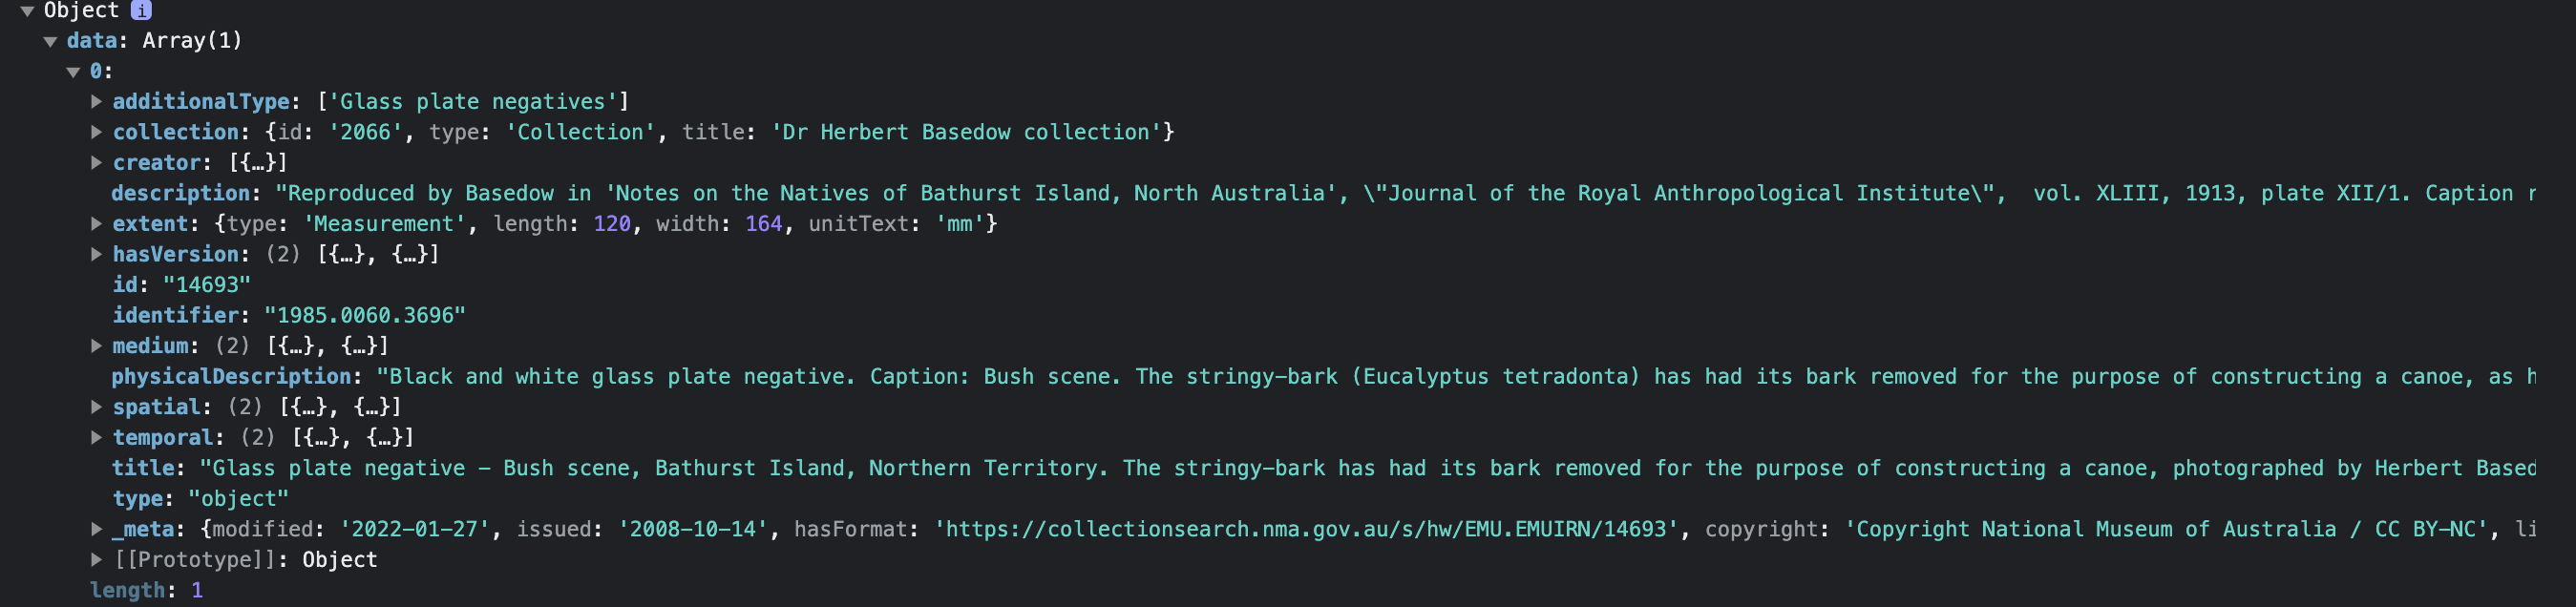 Object i
data: Array(1)
0:
additionalType: ['Glass plate negatives']
collection: {id: '2066', type: 'Collection', title: 'Dr Herbert Basedow collection'}
creator: [{…}]
description: "Reproduced by Basedow in 'Notes on the Natives of Bathurst Island, North Australia', \"Journal of the Royal Anthropological Institute\",  vol. XLIII, 1913, plate XII/1. Caption
extent: {type: 'Measurement', length: 120, width: 164, unitText: 'mm'}
hasVersion: (2) [{…}, {…}]
id: "14693"
identifier: "1985.0060.3696"
medium: (2) [{…}, {…}]
physicalDescription: "Black and white glass plate negative. Caption: Bush scene. The stringy-bark (Eucalyptus tetradonta) has had its bark removed for the purpose of constructing a canoe, as
spatial: (2) [{…}, {…}]
temporal: (2) [{…}, {…}]
title: "Glass plate negative - Bush scene, Bathurst Island, Northern Territory. The stringy-bark has had its bark removed for the purpose of constructing a canoe, photographed by Herbert Based
type: "object"
_meta: {modified: '2022-01-27', issued: '2008-10-14', hasFormat: 'https://collectionsearch.nma.gov.au/s/hw/EMU.EMUIRN/14693', copyright: 'Copyright National Museum of Australia / CC BY-NC', li
[[Prototype]]: Object
length: 1